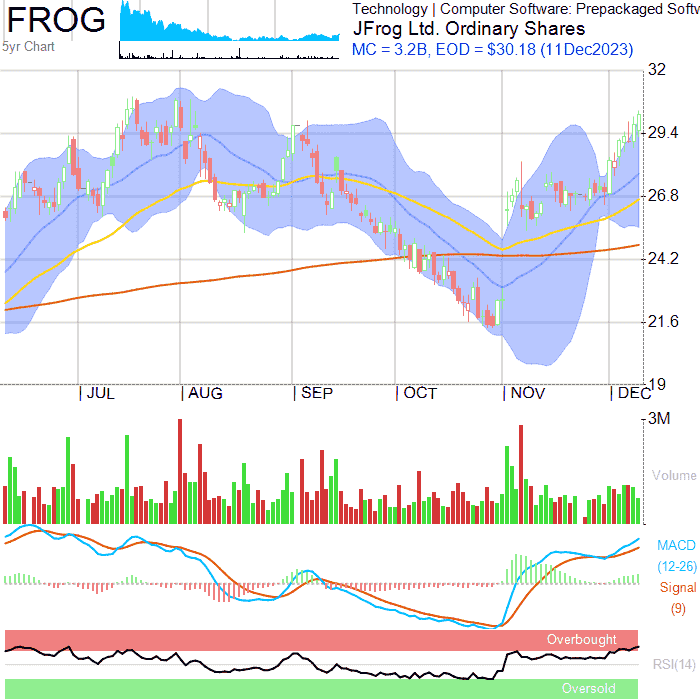 FROG
5yr Chart
Technology | Computer Software: Prepackaged Softw
JFrog Ltd. Ordinary Shares
MC = 3.2B, EOD = $30.18 (11Dec2023)
32
29.4
26.8
24.2
21.6
19
| JUL | AUG | SEP | OCT | NOV | DEC
3M
Volume
MACD
(12-26)
Signal
(9)
Overbought
RSI(14)
Oversold